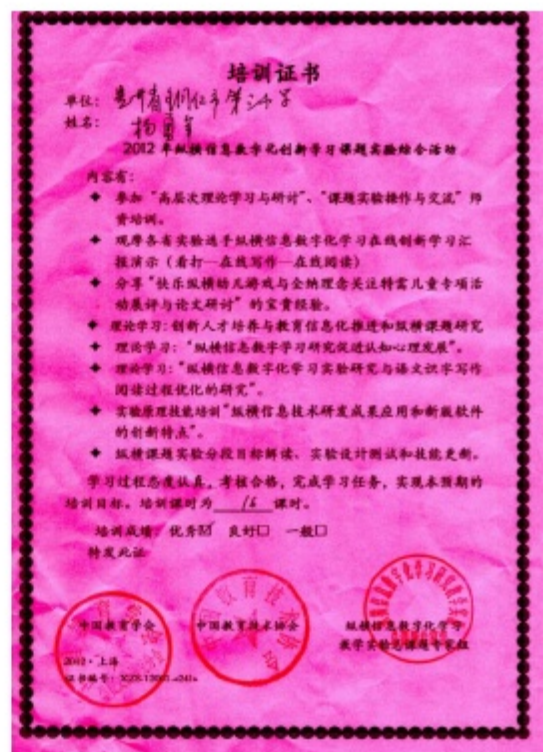 培训证书
单位：贵州省铜仁市第三小学
姓名：杨
2012 年纵横信息数字化创新学习课题实验综合活动
内容有：
◆ 参加“高层次理论学习与研讨”、“课题实验操作与交流”师
资培训。
◆ 观摩各省实验选手纵横信息数字化学习在线创新学习汇
报演示（看打—在线写作—在线阅读）
◆ 分享“快乐纵横幼儿游戏与全纳理念关注特需儿童专项活
动展评与论文研讨”的宝贵经验。
◆ 理论学习：创新人才培养与教育信息化推进和纵横课题研究
◆ 理论学习：“纵横信息数字学习研究促进认知心理发展”。
◆ 理论学习：“纵横信息数字化学习实验研究与语文识字写作
阅读过程优化的研究”。
◆ 实验原理技能培训“纵横信息技术研发成果应用和新版软件
的创新特点”。
◆ 纵横课题实验分段目标解读、实验设计测试和技能更新。
学习过程态度认真，考核合格，完成学习任务，实现本预期的
培训目标。培训课时为 16 课时。
培训成绩：优秀☑ 良好□ 一般□
特发此证
中国教育学会
中国教育技术协会
纵横信息数字化学习
教学实验总课题专家组
2012·上海
证书编号：